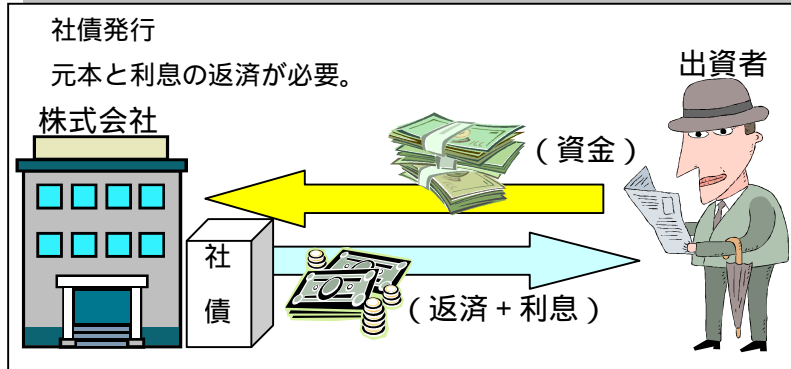 社債発行
元本と利息の返済が必要。
出資者
株式会社
(資金)
社
債
(返済+利息)